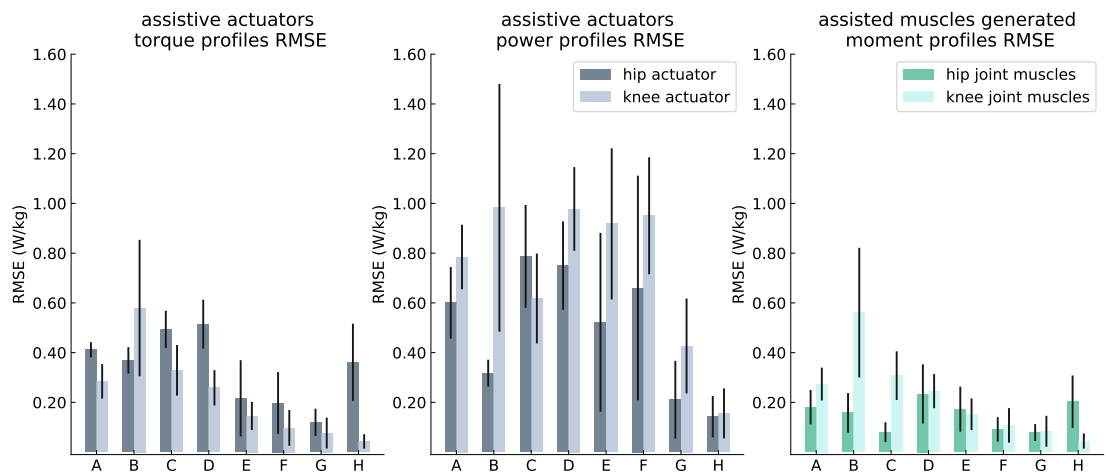 assistive actuators
torque profiles RMSE
RMSE (W/kg)
1.60
1.40
1.20
1.00
0.80
0.60
0.40
0.20
A B C D E F G H
assistive actuators
power profiles RMSE
hip actuator
knee actuator
RMSE (W/kg)
1.60
1.40
1.20
1.00
0.80
0.60
0.40
0.20
A B C D E F G H
assisted muscles generated
moment profiles RMSE
hip joint muscles
knee joint muscles
RMSE (W/kg)
1.60
1.40
1.20
1.00
0.80
0.60
0.40
0.20
A B C D E F G H